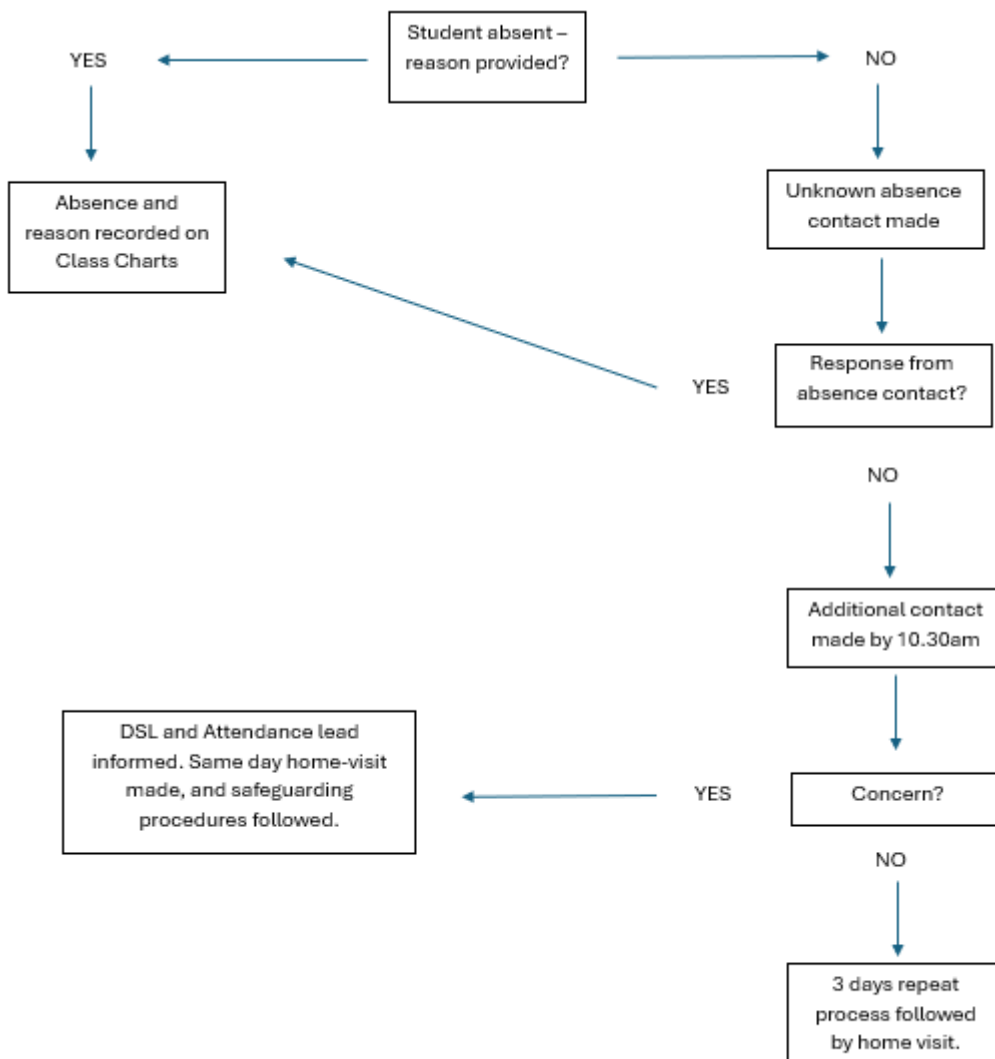 Student absent –
reason provided?
YES
NO
Absence and
reason recorded on
Class Charts
Unknown absence
contact made
Response from
absence contact?
YES
NO
Additional contact
made by 10.30am
DSL and Attendance lead
informed. Same day home-visit
made, and safeguarding
procedures followed.
YES
Concern?
NO
3 days repeat
process followed
by home visit.